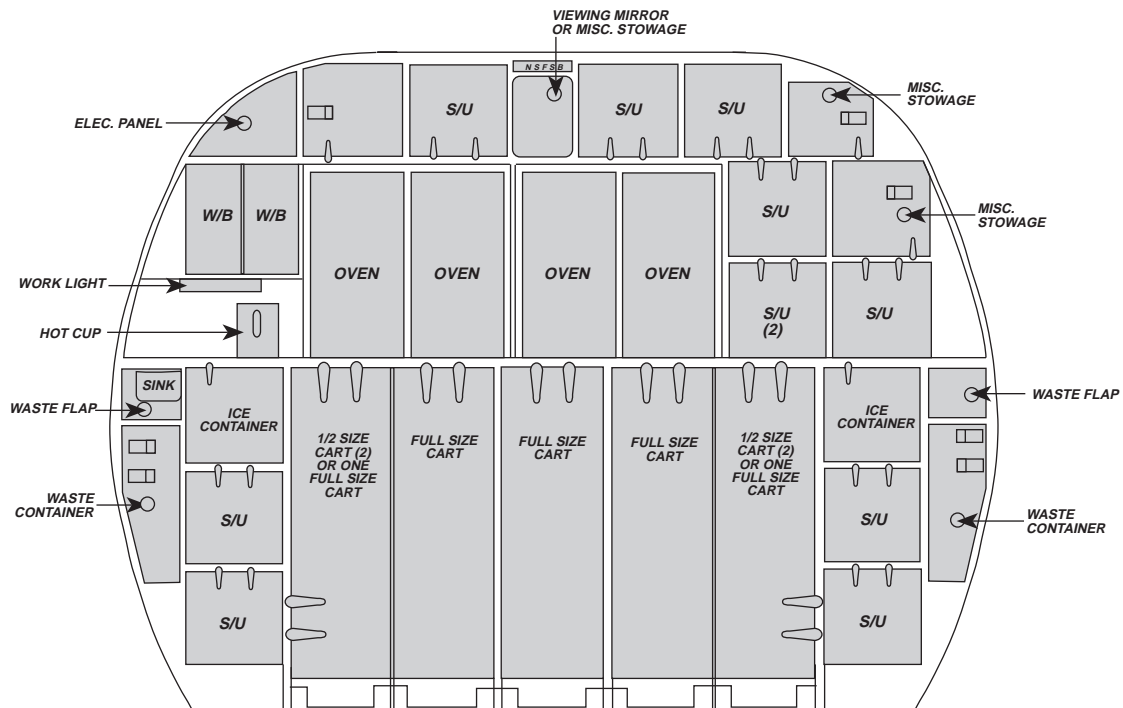 VIEWING MIRROR
OR MISC. STOWAGE
N S F S B
MISC.
STOWAGE
ELEC. PANEL
S/U
S/U
S/U
W/B
W/B
S/U
MISC.
STOWAGE
OVEN
OVEN
OVEN
OVEN
WORK LIGHT
S/U
(2)
S/U
HOT CUP
SINK
WASTE FLAP
ICE
CONTAINER
1/2 SIZE
CART (2)
OR ONE
FULL SIZE
CART
FULL SIZE
CART
FULL SIZE
CART
FULL SIZE
CART
1/2 SIZE
CART (2)
OR ONE
FULL SIZE
CART
ICE
CONTAINER
WASTE FLAP
WASTE
CONTAINER
S/U
S/U
WASTE
CONTAINER
S/U
S/U